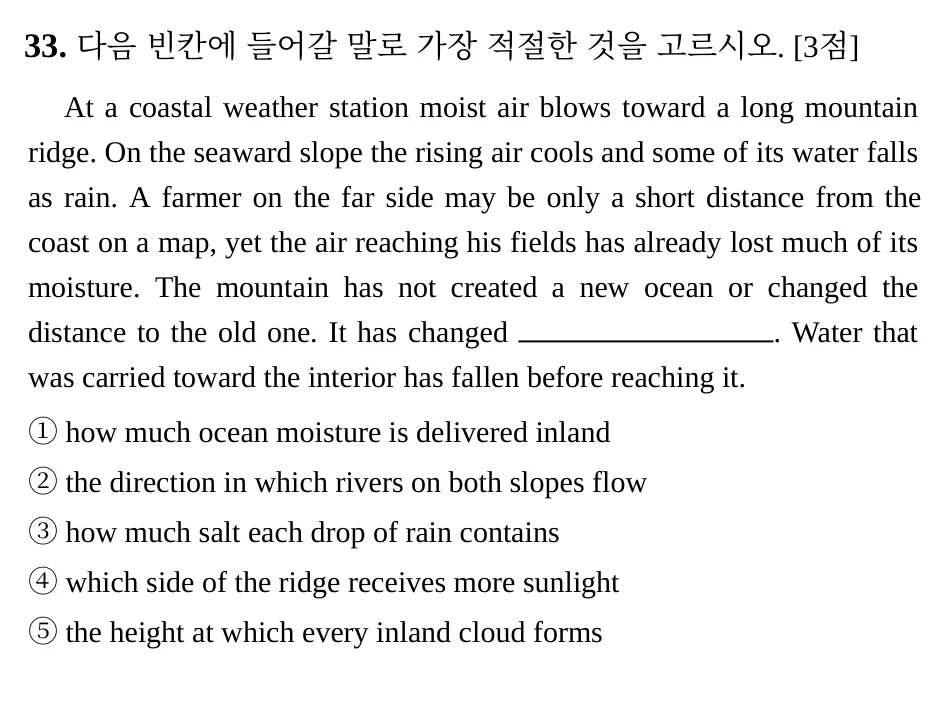 33. 다음 빈칸에 들어갈 말로 가장 적절한 것을 고르시오. [3점]
At a coastal weather station moist air blows toward a long mountain
ridge. On the seaward slope the rising air cools and some of its water falls
as rain. A farmer on the far side may be only a short distance from the
coast on a map, yet the air reaching his fields has already lost much of its
moisture. The mountain has not created a new ocean or changed the
distance to the old one. It has changed ________________. Water that
was carried toward the interior has fallen before reaching it.
① how much ocean moisture is delivered inland
② the direction in which rivers on both slopes flow
③ how much salt each drop of rain contains
④ which side of the ridge receives more sunlight
⑤ the height at which every inland cloud forms